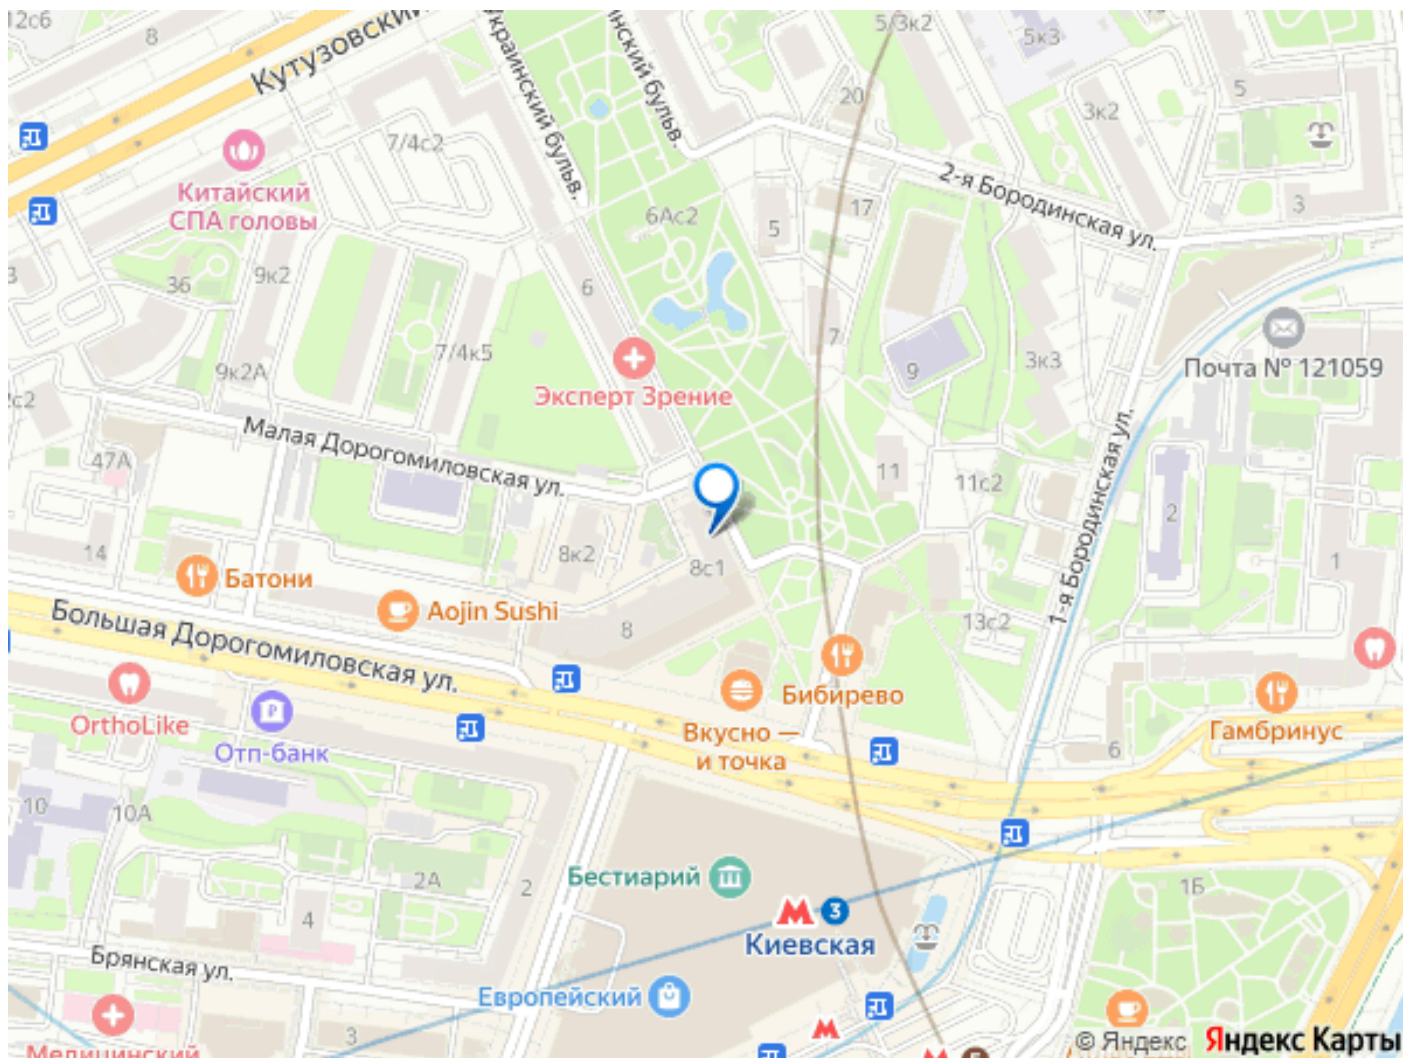 12с6
8
Кутузовский
Украинский бульв.
инский бульв.
5/3к2
5к3
5
3к2
20
7/4с2
Китайский
СПА головы
2-я Бородинская ул.
6Ас2
5
17
3
3
36
9к2
6
7
7/4к5
9к2А
Эксперт Зрение
9
3к3
Почта № 121059
2с2
Малая Дорогомиловская ул.
47А
11
11с2
1-я Бородинская ул.
2
14
Батони
8к2
8с1
1
Aojin Sushi
Большая Дорогомиловская ул.
8
13с2
Бибирево
OrthoLike
Отп-банк
Вкусно —
и точка
Гамбринус
6
10
10А
2А
2
Бестиарий
1Б
4
3
Киевская
Брянская ул.
Европейский
3
Медицинский
5
© Яндекс Яндекс Карты